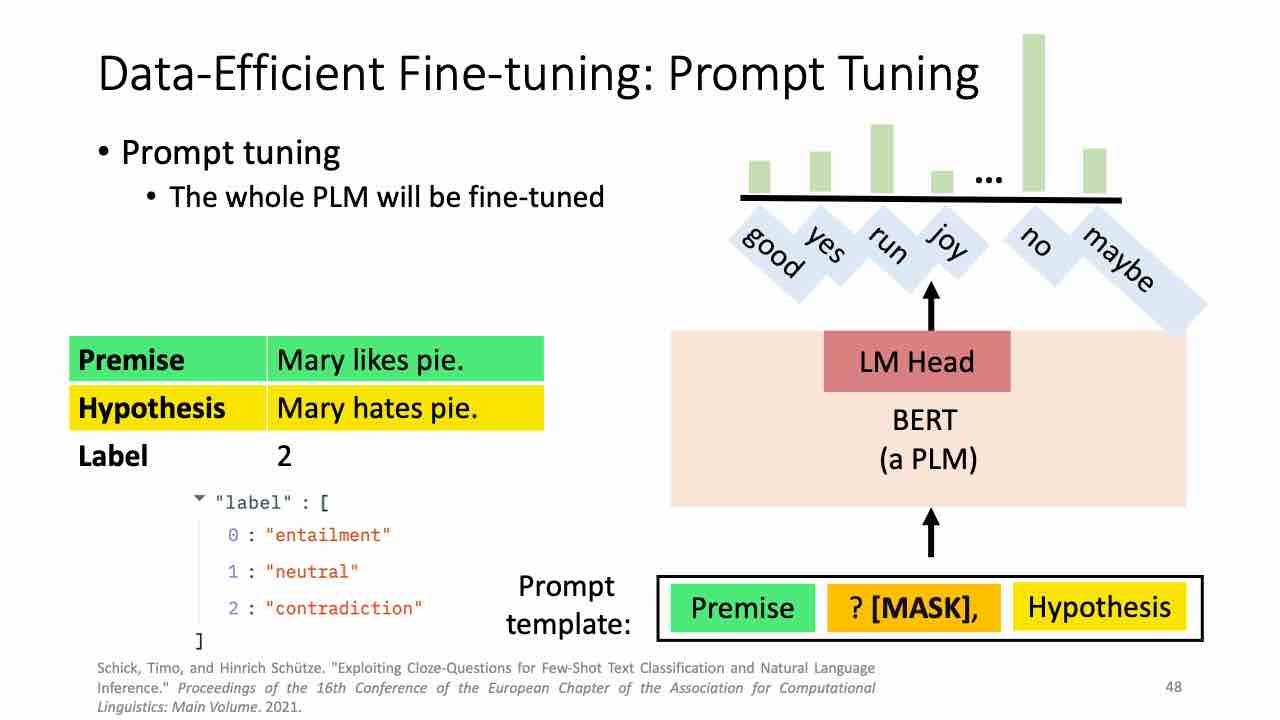 Data-Efficient Fine-tuning: Prompt Tuning
• Prompt tuning
• The whole PLM will be fine-tuned
...
good yes run joy no maybe
LM Head
BERT
(a PLM)
Premise Mary likes pie.
Hypothesis Mary hates pie.
Label 2
"label" : [
0 : "entailment"
1 : "neutral"
2 : "contradiction"
]
Prompt
template:
Premise ? [MASK], Hypothesis
Schick, Timo, and Hinrich Schütze. "Exploiting Cloze-Questions for Few-Shot Text Classification and Natural Language
Inference." Proceedings of the 16th Conference of the European Chapter of the Association for Computational
Linguistics: Main Volume. 2021.
48